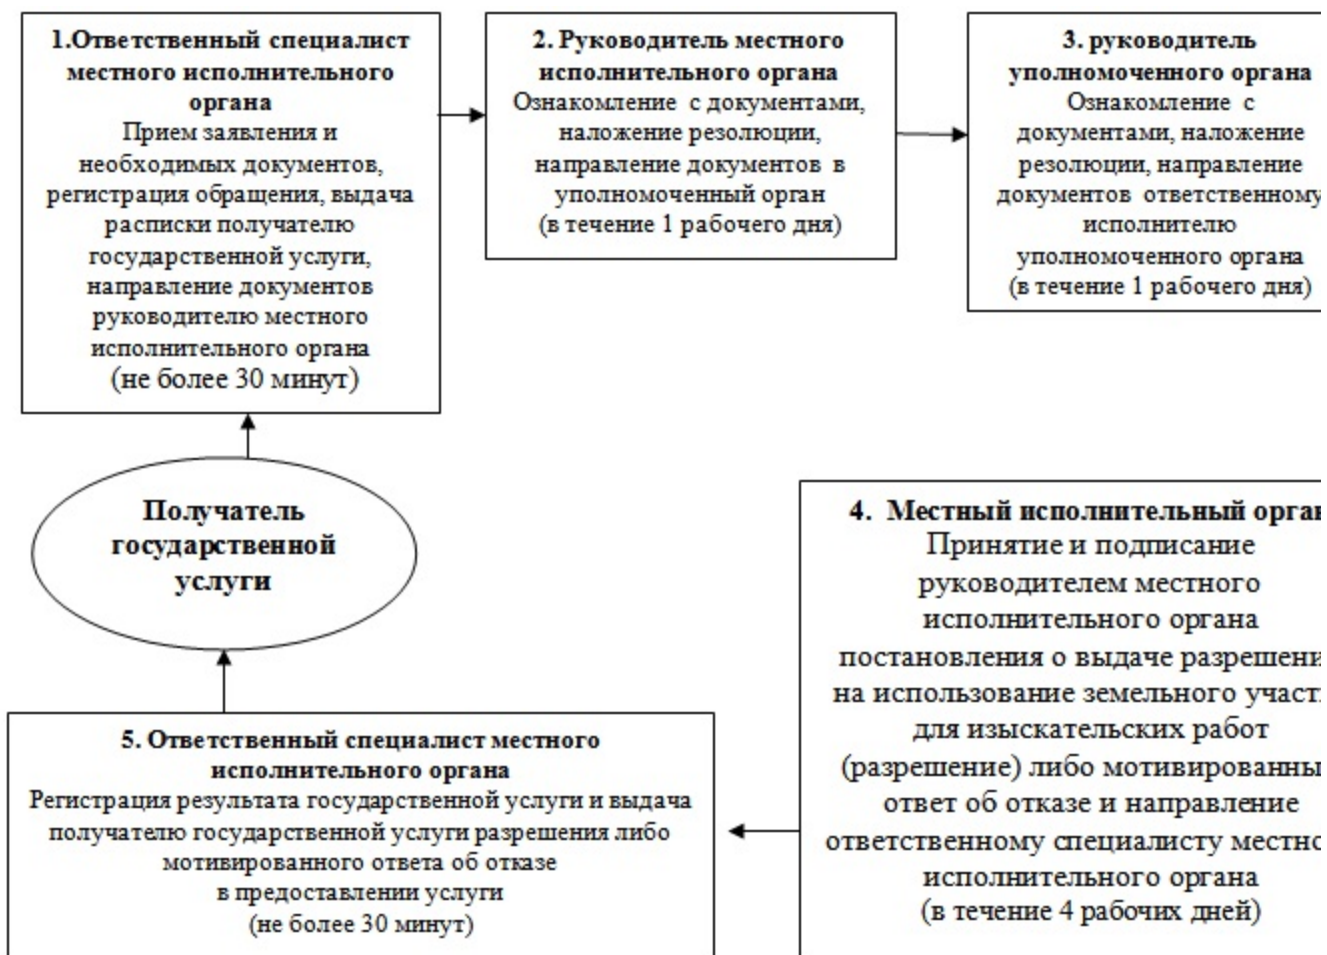 1.Ответственный специалист
местного исполнительного
органа
Прием заявления и
необходимых документов,
регистрация обращения, выдача
расписки получателю
государственной услуги,
направление документов
руководителю местного
исполнительного органа
(не более 30 минут)
2. Руководитель местного
исполнительного органа
Ознакомление с документами,
наложение резолюции,
направление документов в
уполномоченный орган
(в течение 1 рабочего дня)
3. руководитель
уполномоченного органа
Ознакомление с
документами, наложение
резолюции, направление
документов ответственному
исполнителю
уполномоченного органа
(в течение 1 рабочего дня)
Получатель
государственной
услуги
4. Местный исполнительный орган
Принятие и подписание
руководителем местного
исполнительного органа
постановления о выдаче разрешени
на использование земельного участ
для изыскательских работ
(разрешение) либо мотивированны
ответ об отказе и направление
ответственному специалисту местно
исполнительного органа
(в течение 4 рабочих дней)
5. Ответственный специалист местного
исполнительного органа
Регистрация результата государственной услуги и выдача
получателю государственной услуги разрешения либо
мотивированного ответа об отказе
в предоставлении услуги
(не более 30 минут)